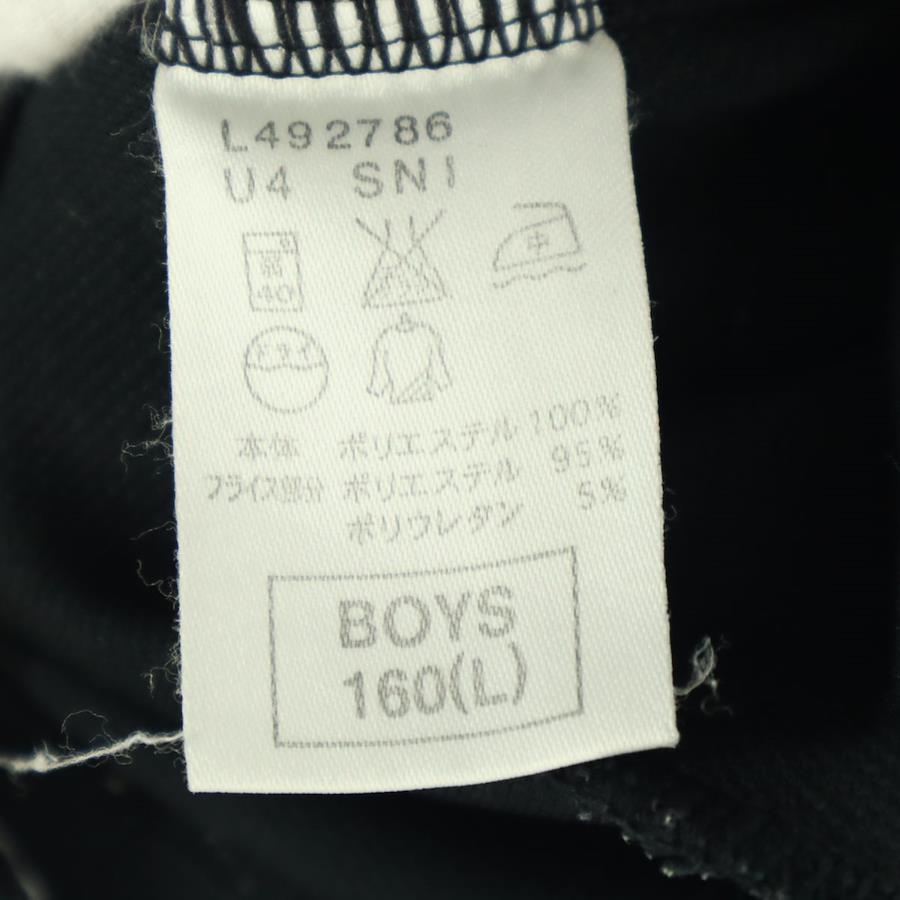 L492786
U4 SNI
弱
40
中
ドライ
本体 ポリエステル 100%
フライス部分 ポリエステル 95%
ポリウレタン 5%
BOYS
160(L)